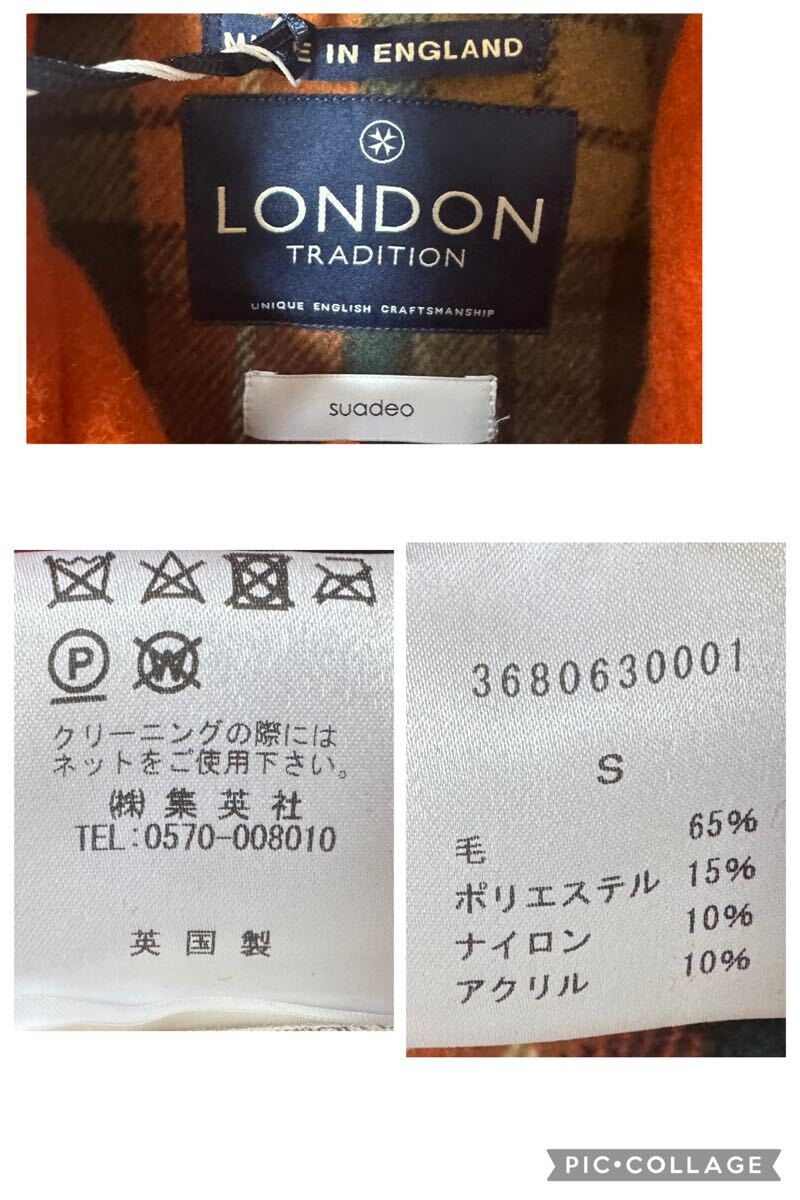 MADE IN ENGLAND
LONDON
TRADITION
UNIQUE ENGLISH CRAFTSMANSHIP
suadeo
P W
クリーニングの際には
ネットをご使用下さい。
㈱ 集英社
TEL:0570-008010
英国製
3680630001
S
毛 65%
ポリエステル 15%
ナイロン 10%
アクリル 10%
PIC•COLLAGE